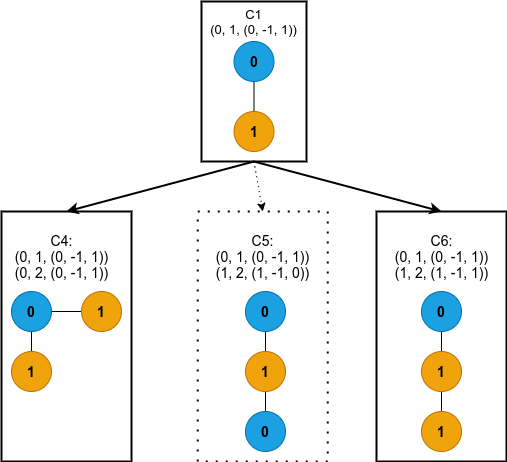 C1
(0, 1, (0, -1, 1))
0
1
C4:
(0, 1, (0, -1, 1))
(0, 2, (0, -1, 1))
0
1
1
C5:
(0, 1, (0, -1, 1))
(1, 2, (1, -1, 0))
0
1
0
C6:
(0, 1, (0, -1, 1))
(1, 2, (1, -1, 1))
0
1
1